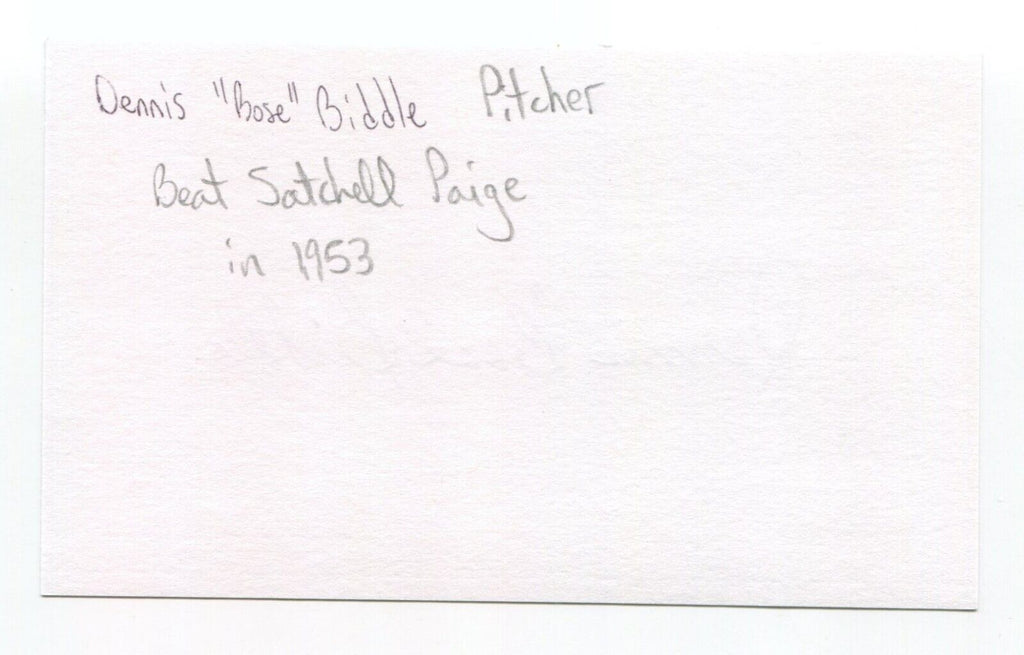 Dennis "Bose" Biddle Pitcher
Beat Satchell Paige
in 1953